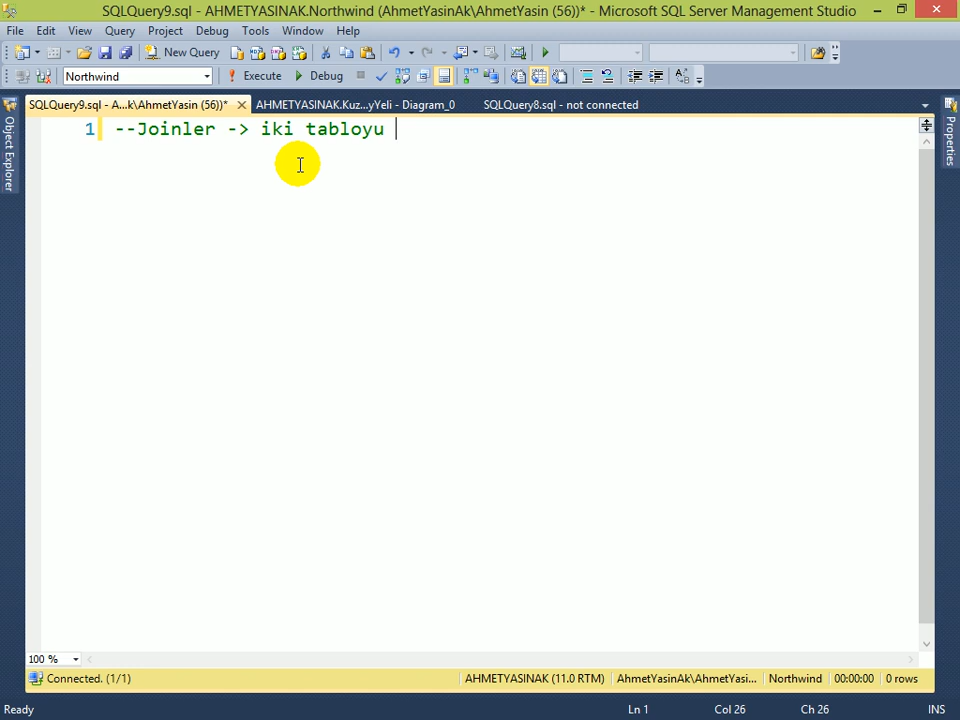 SQLQuery9.sql - AHMETYASINAK.Northwind (AhmetYasinAk\AhmetYasin (56))* - Microsoft SQL Server Management Studio
File Edit View Query Project Debug Tools Window Help
New Query
Northwind Execute Debug
SQLQuery9.sql - A...k\AhmetYasin (56))* AHMETYASINAK.Kuz...yYeli - Diagram_0 SQLQuery8.sql - not connected
Object Explorer
Properties
1 --Joinler -> iki tabloyu
100 %
Connected. (1/1) AHMETYASINAK (11.0 RTM) AhmetYasinAk\AhmetYasi... Northwind 00:00:00 0 rows
Ready Ln 1 Col 26 Ch 26 INS